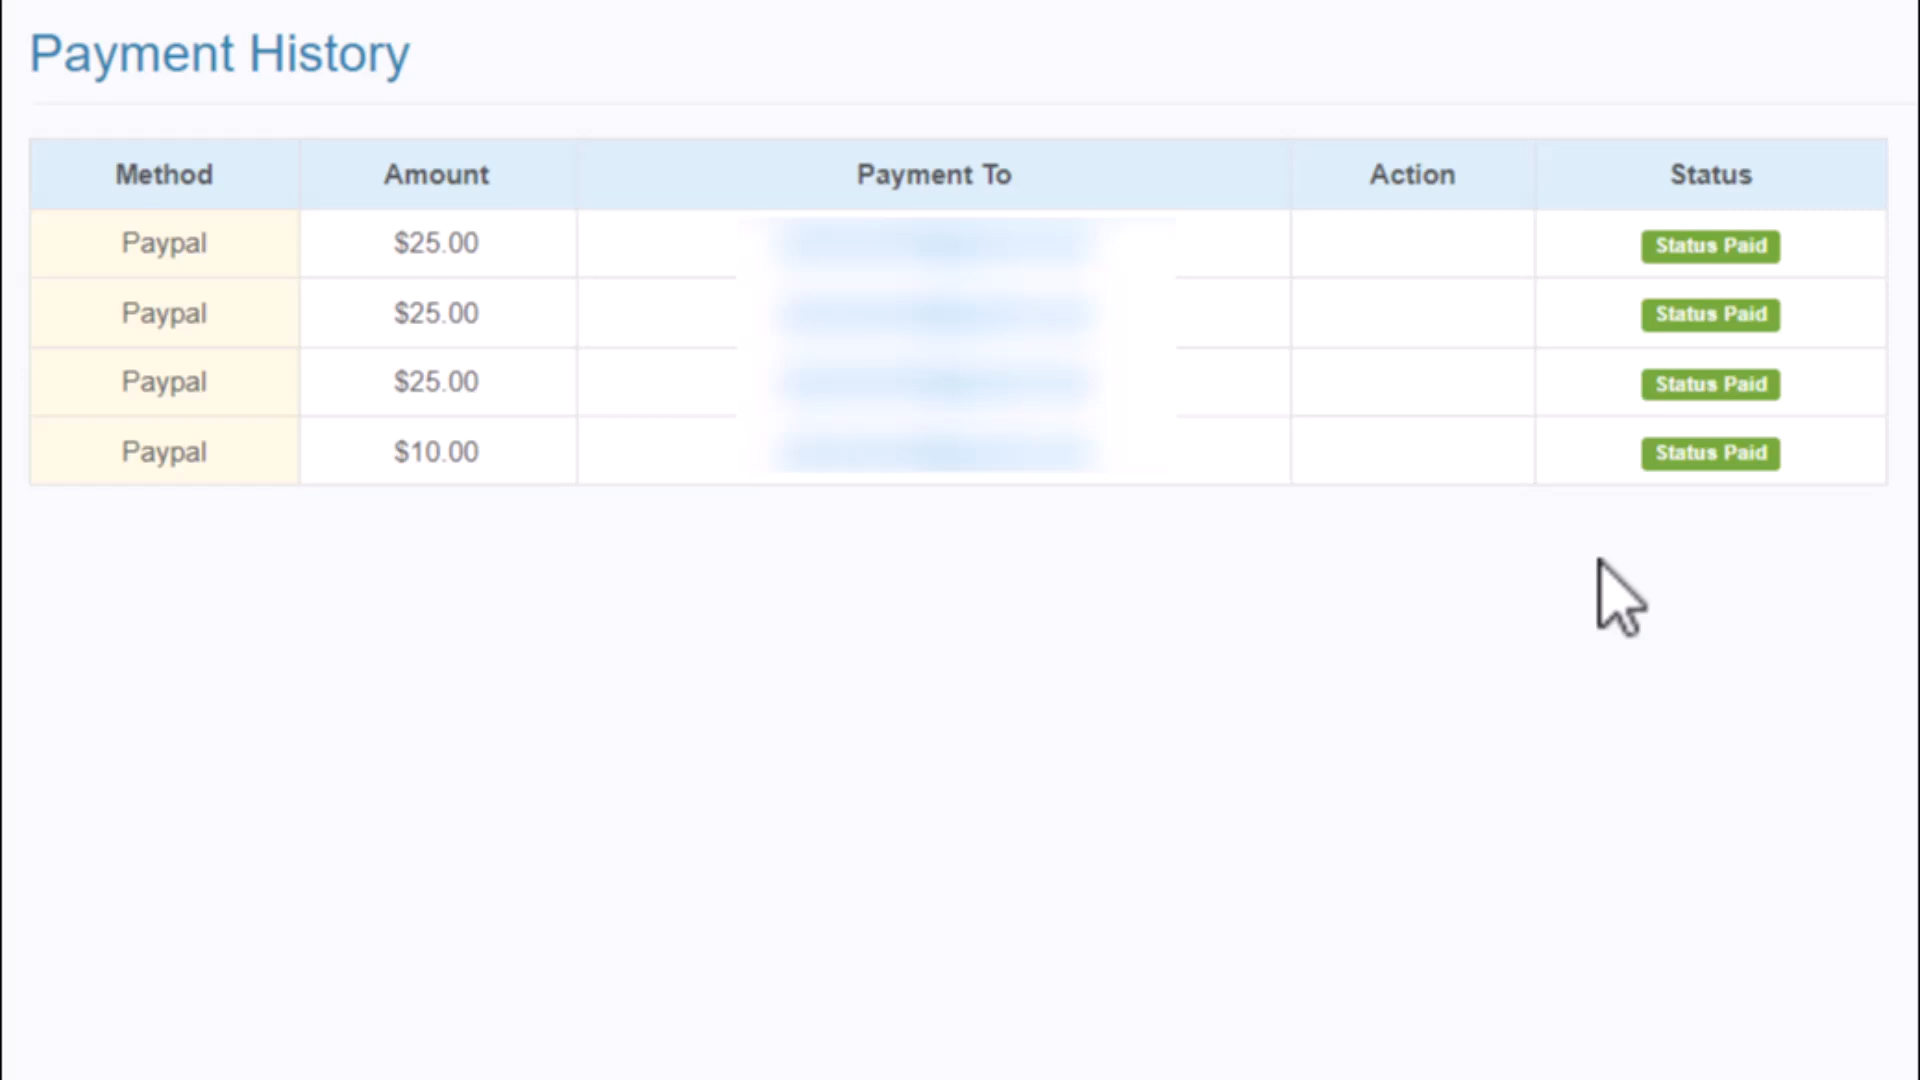 Payment History
Method Amount Payment To Action Status
Paypal $25.00 Status Paid
Paypal $25.00 Status Paid
Paypal $25.00 Status Paid
Paypal $10.00 Status Paid